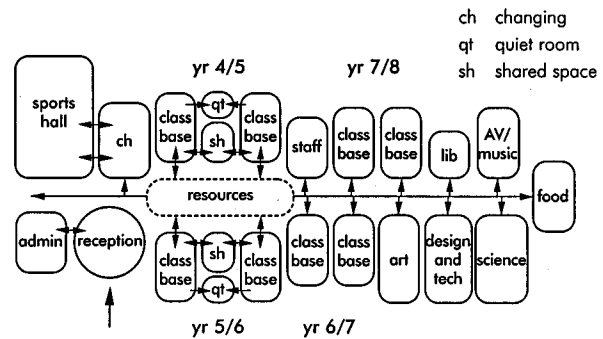 ch changing
qt quiet room
sh shared space
yr 4/5
yr 7/8
sports
hall
ch
class
base
qt
sh
class
base
staff
class
base
class
base
lib
AV/
music
resources
food
admin
reception
class
base
sh
qt
class
base
class
base
class
base
art
design
and
tech
science
yr 5/6
yr 6/7